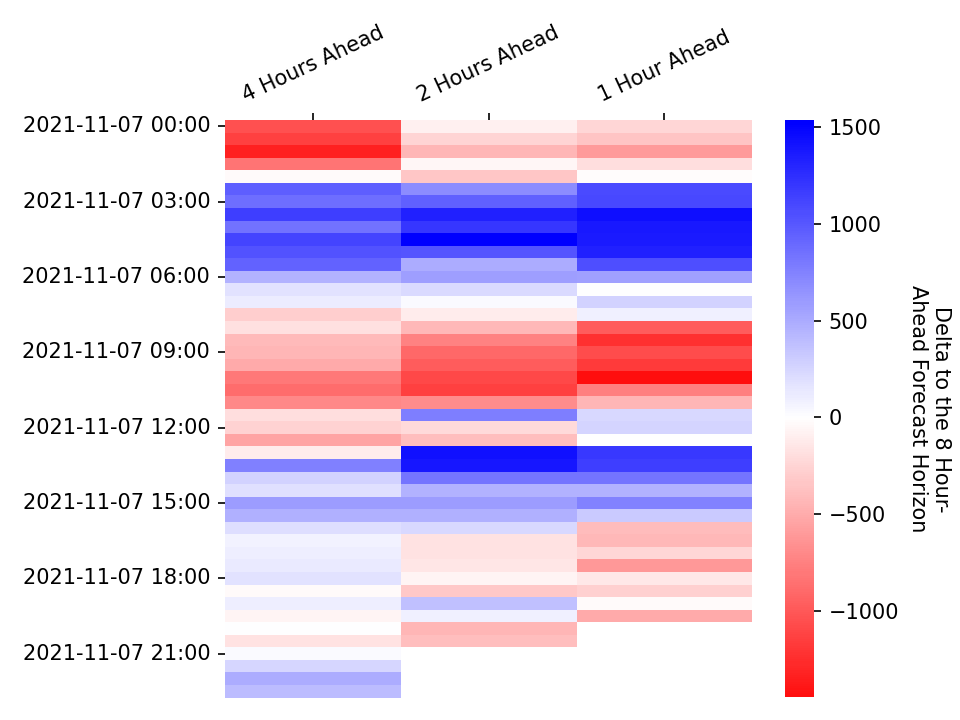 4 Hours Ahead
2 Hours Ahead
1 Hour Ahead
2021-11-07 00:00
2021-11-07 03:00
2021-11-07 06:00
2021-11-07 09:00
2021-11-07 12:00
2021-11-07 15:00
2021-11-07 18:00
2021-11-07 21:00
1500
1000
500
0
−500
−1000
Delta to the 8 Hour-
Ahead Forecast Horizon